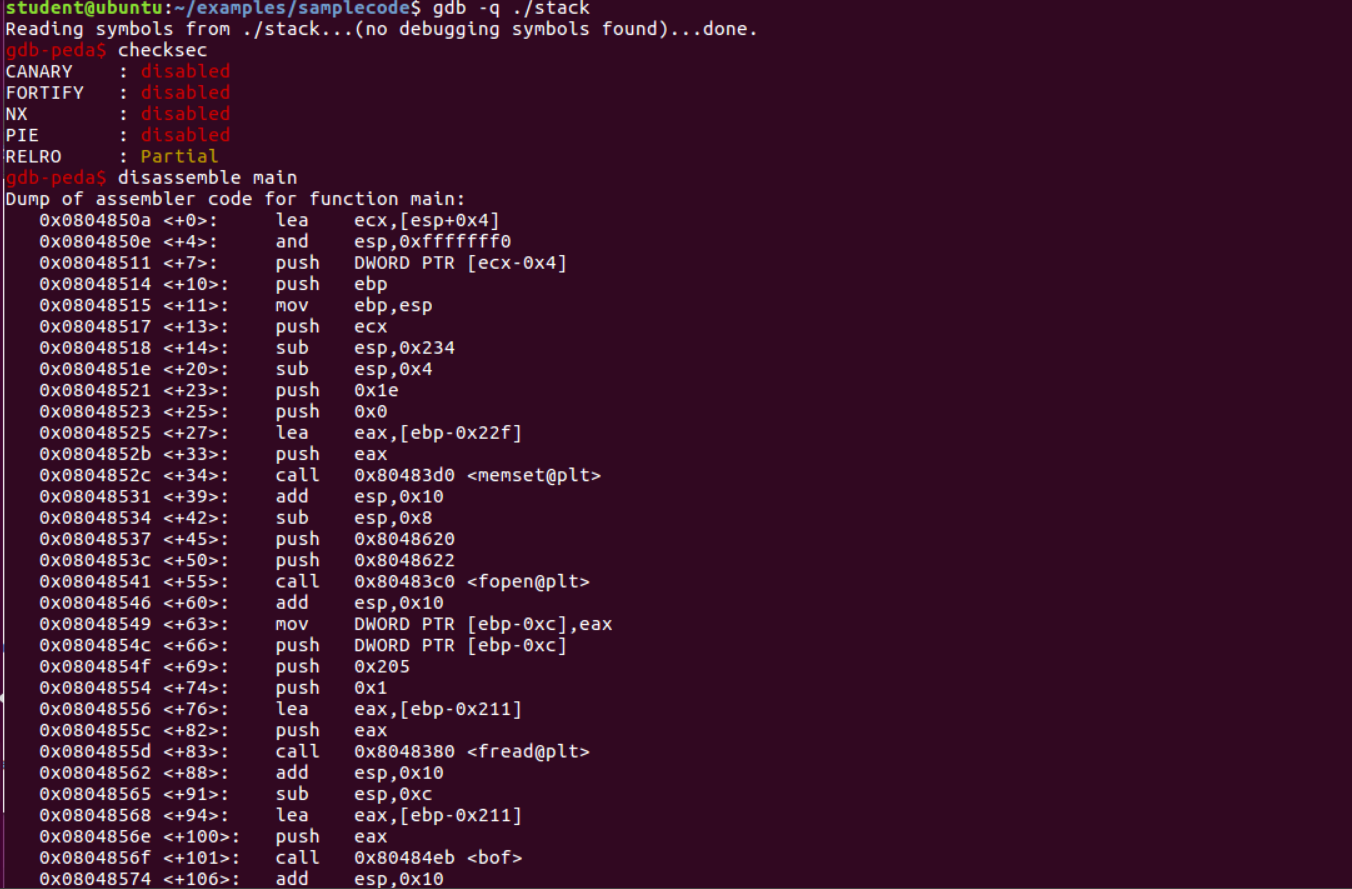 student@ubuntu:~/examples/samplecode$ gdb -q ./stack
Reading symbols from ./stack...(no debugging symbols found)...done.
gdb-peda$ checksec
CANARY    : disabled
FORTIFY   : disabled
NX        : disabled
PIE       : disabled
RELRO     : Partial
gdb-peda$ disassemble main
Dump of assembler code for function main:
   0x0804850a <+0>:	lea    ecx,[esp+0x4]
   0x0804850e <+4>:	and    esp,0xfffffff0
   0x08048511 <+7>:	push   DWORD PTR [ecx-0x4]
   0x08048514 <+10>:	push   ebp
   0x08048515 <+11>:	mov    ebp,esp
   0x08048517 <+13>:	push   ecx
   0x08048518 <+14>:	sub    esp,0x234
   0x0804851e <+20>:	sub    esp,0x4
   0x08048521 <+23>:	push   0x1e
   0x08048523 <+25>:	push   0x0
   0x08048525 <+27>:	lea    eax,[ebp-0x22f]
   0x0804852b <+33>:	push   eax
   0x0804852c <+34>:	call   0x80483d0 <memset@plt>
   0x08048531 <+39>:	add    esp,0x10
   0x08048534 <+42>:	sub    esp,0x8
   0x08048537 <+45>:	push   0x8048620
   0x0804853c <+50>:	push   0x8048622
   0x08048541 <+55>:	call   0x80483c0 <fopen@plt>
   0x08048546 <+60>:	add    esp,0x10
   0x08048549 <+63>:	mov    DWORD PTR [ebp-0xc],eax
   0x0804854c <+66>:	push   DWORD PTR [ebp-0xc]
   0x0804854f <+69>:	push   0x205
   0x08048554 <+74>:	push   0x1
   0x08048556 <+76>:	lea    eax,[ebp-0x211]
   0x0804855c <+82>:	push   eax
   0x0804855d <+83>:	call   0x8048380 <fread@plt>
   0x08048562 <+88>:	add    esp,0x10
   0x08048565 <+91>:	sub    esp,0xc
   0x08048568 <+94>:	lea    eax,[ebp-0x211]
   0x0804856e <+100>:	push   eax
   0x0804856f <+101>:	call   0x80484eb <bof>
   0x08048574 <+106>:	add    esp,0x10